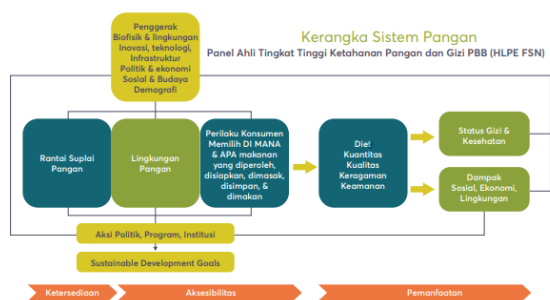 Kerangka Sistem Pangan
Panel Ahli Tingkat Tinggi Ketahanan Pangan dan Gizi PBB (HLPE FSN)
Penggerak
Biofisik & lingkungan
Inovasi, teknologi,
Infrastruktur
Politik & ekonomi
Sosial & Budaya
Demografi
Rantai Suplai
Pangan
Lingkungan
Pangan
Perilaku Konsumen
Memilih DI MANA
& APA makanan
yang diperoleh,
disiapkan, dimasak,
disimpan, &
dimakan
Diet
Kuantitas
Kualitas
Keragaman
Keamanan
Status Gizi &
Kesehatan
Dampak
Sosial, Ekonomi,
Lingkungan
Aksi Politik, Program, Institusi
Sustainable Development Goals
Ketersediaan
Aksesibilitas
Pemanfaatan